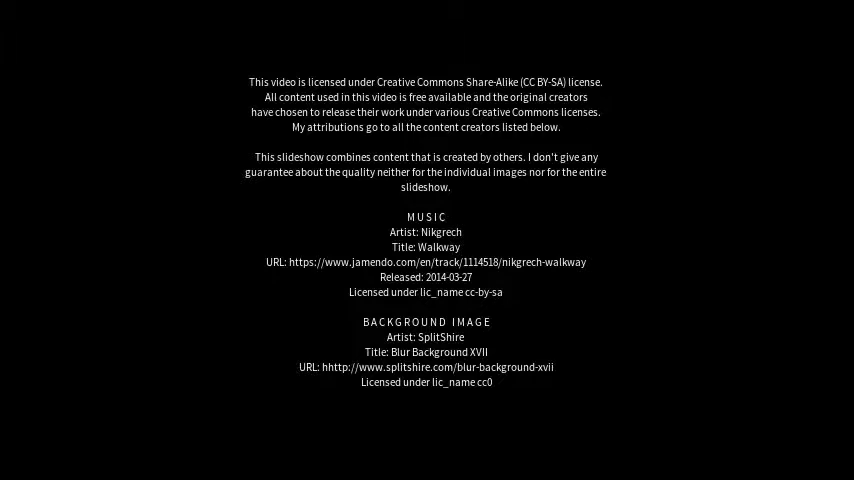 This video is licensed under Creative Commons Share-Alike (CC BY-SA) license.
All content used in this video is free available and the original creators
have chosen to release their work under various Creative Commons licenses.
My attributions go to all the content creators listed below.
This slideshow combines content that is created by others. I don't give any
guarantee about the quality neither for the individual images nor for the entire
slideshow.
MUSIC
Artist: Nikgrech
Title: Walkway
URL: https://www.jamendo.com/en/track/1114518/nikgrech-walkway
Released: 2014-03-27
Licensed under lic_name cc-by-sa
BACKGROUND IMAGE
Artist: SplitShire
Title: Blur Background XVII
URL: hhttp://www.splitshire.com/blur-background-xvii
Licensed under lic_name cc0